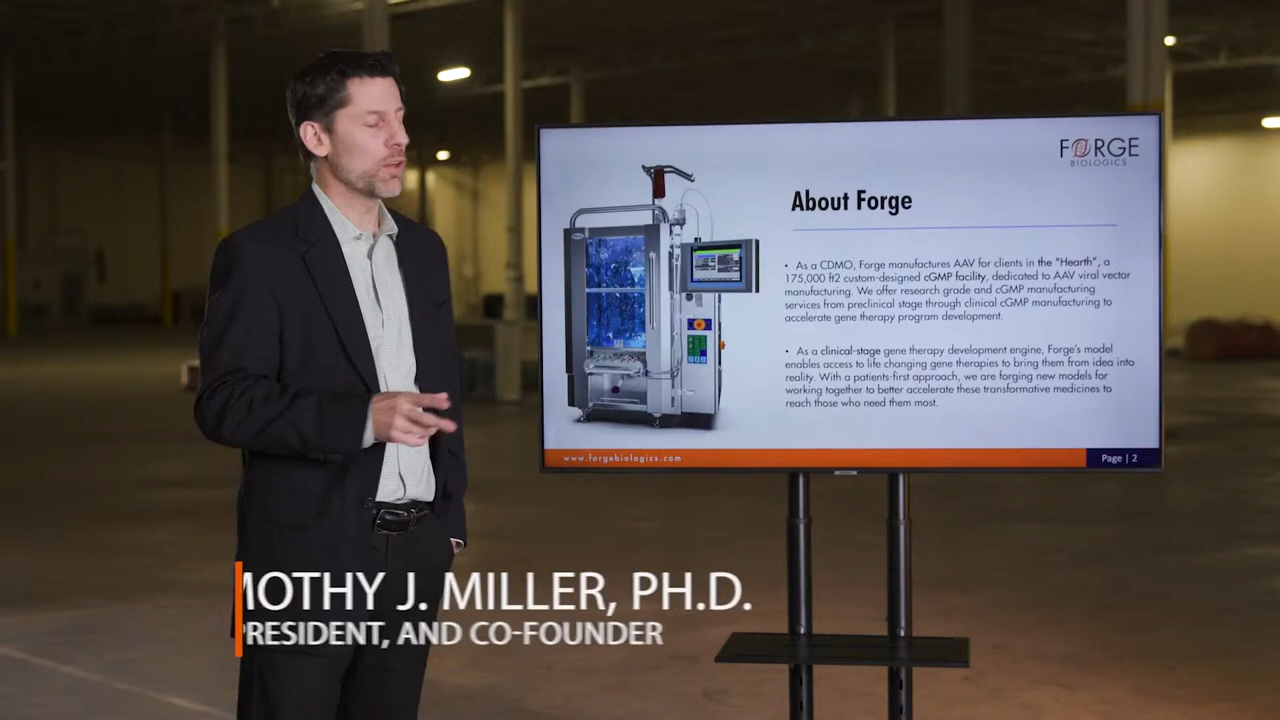 FORGE
BIOLOGICS
About Forge
• As a CDMO, Forge manufactures AAV for clients in the "Hearth", a
175,000 ft2 custom-designed cGMP facility, dedicated to AAV viral vector
manufacturing. We offer research grade and cGMP manufacturing
services from preclinical stage through clinical cGMP manufacturing to
accelerate gene therapy program development.
• As a clinical-stage gene therapy development engine, Forge's model
enables access to life changing gene therapies to bring them from idea into
reality. With a patients-first approach, we are forging new models for
working together to better accelerate these transformative medicines to
reach those who need them most.
www.forgebiologics.com
Page | 2
MOTHY J. MILLER, PH.D.
PRESIDENT, AND CO-FOUNDER